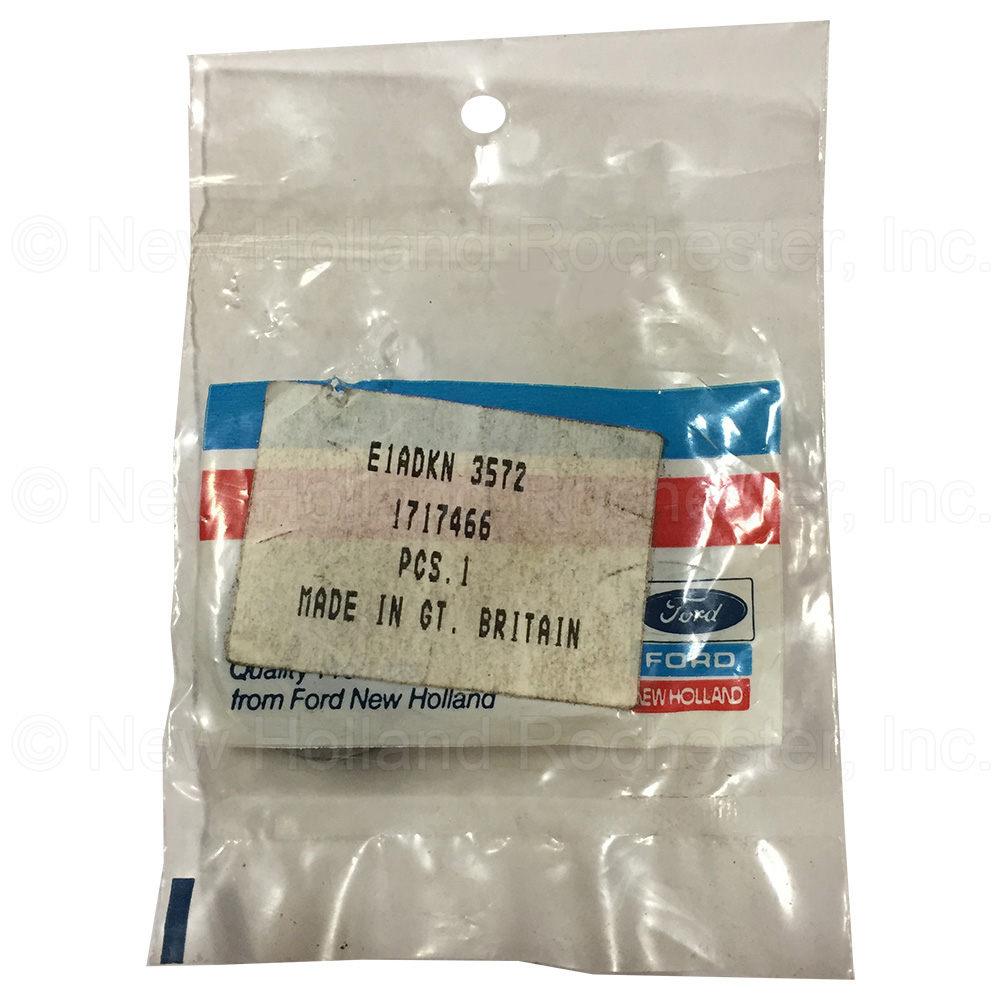 © New Holland Rochester, Inc.
E1ADKN 3572
1717466
PCS.1
MADE IN GT. BRITAIN
Ford
FORD
NEW HOLLAND
Quality
from Ford New Holland
© New Holland Rochester, Inc.
© New Holland Rochester, Inc.